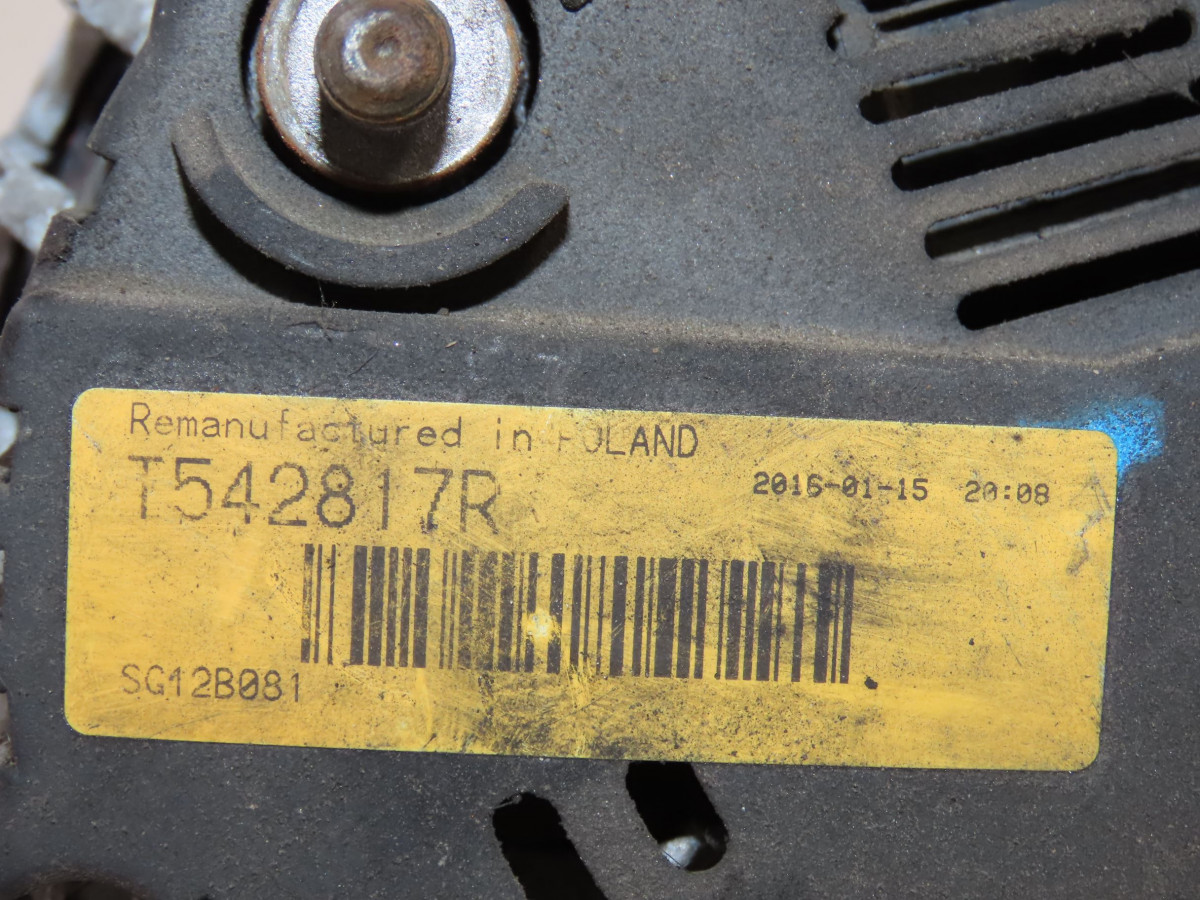 Remanufactured in POLAND
T542817R
2016-01-15 20:08
SG12B081